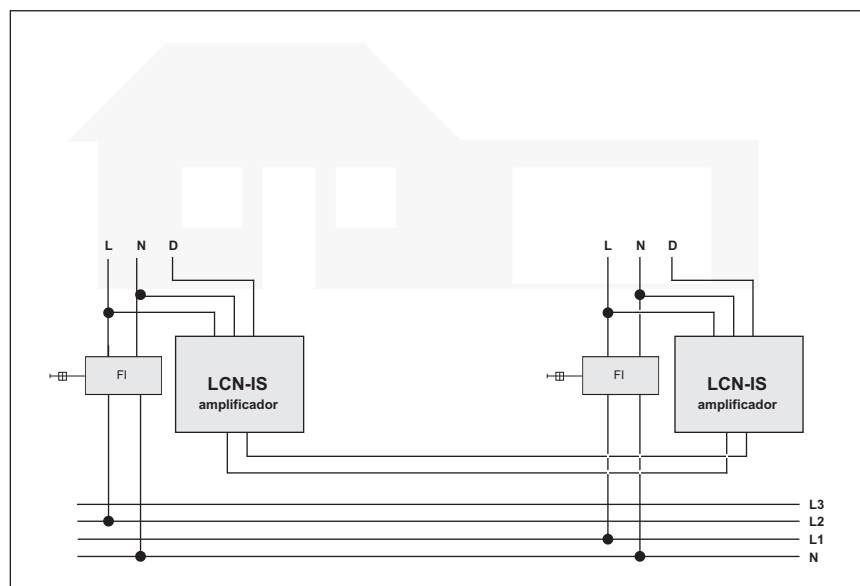 L N D
L N D
FI
LCN-IS
amplificador
FI
LCN-IS
amplificador
L3
L2
L1
N